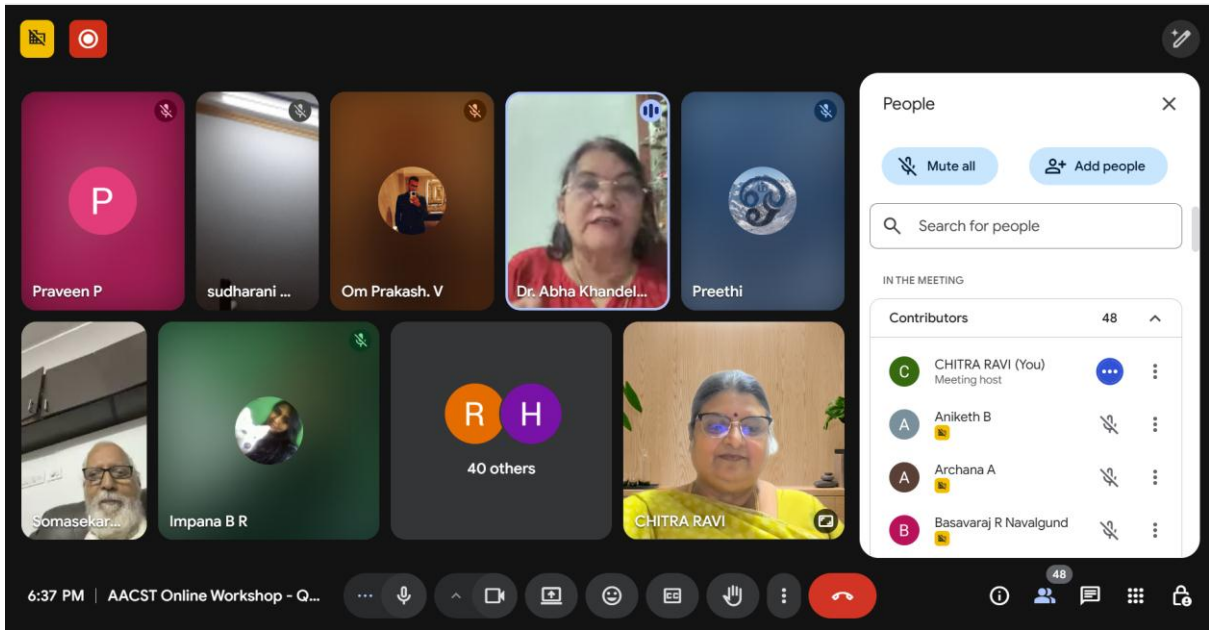 P
Praveen P
sudharani ...
Om Prakash. V
Dr. Abha Khandel...
Preethi
Somasekar...
Impana B R
R H
40 others
CHITRA RAVI
People
Mute all
Add people
Search for people
IN THE MEETING
Contributors 48
C CHITRA RAVI (You)
Meeting host
A Aniketh B
A Archana A
B Basavaraj R Navalgund
6:37 PM | AACST Online Workshop - Q...
CC
48